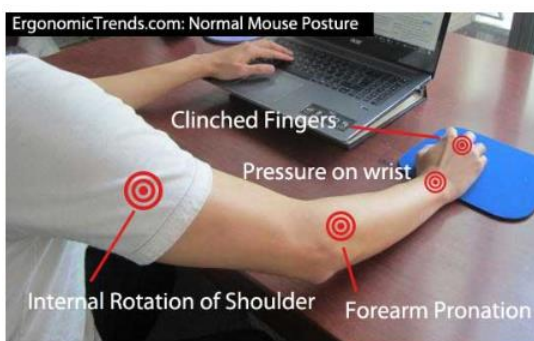 ErgonomicTrends.com: Normal Mouse Posture
Clinched Fingers
Pressure on wrist
Internal Rotation of Shoulder
Forearm Pronation